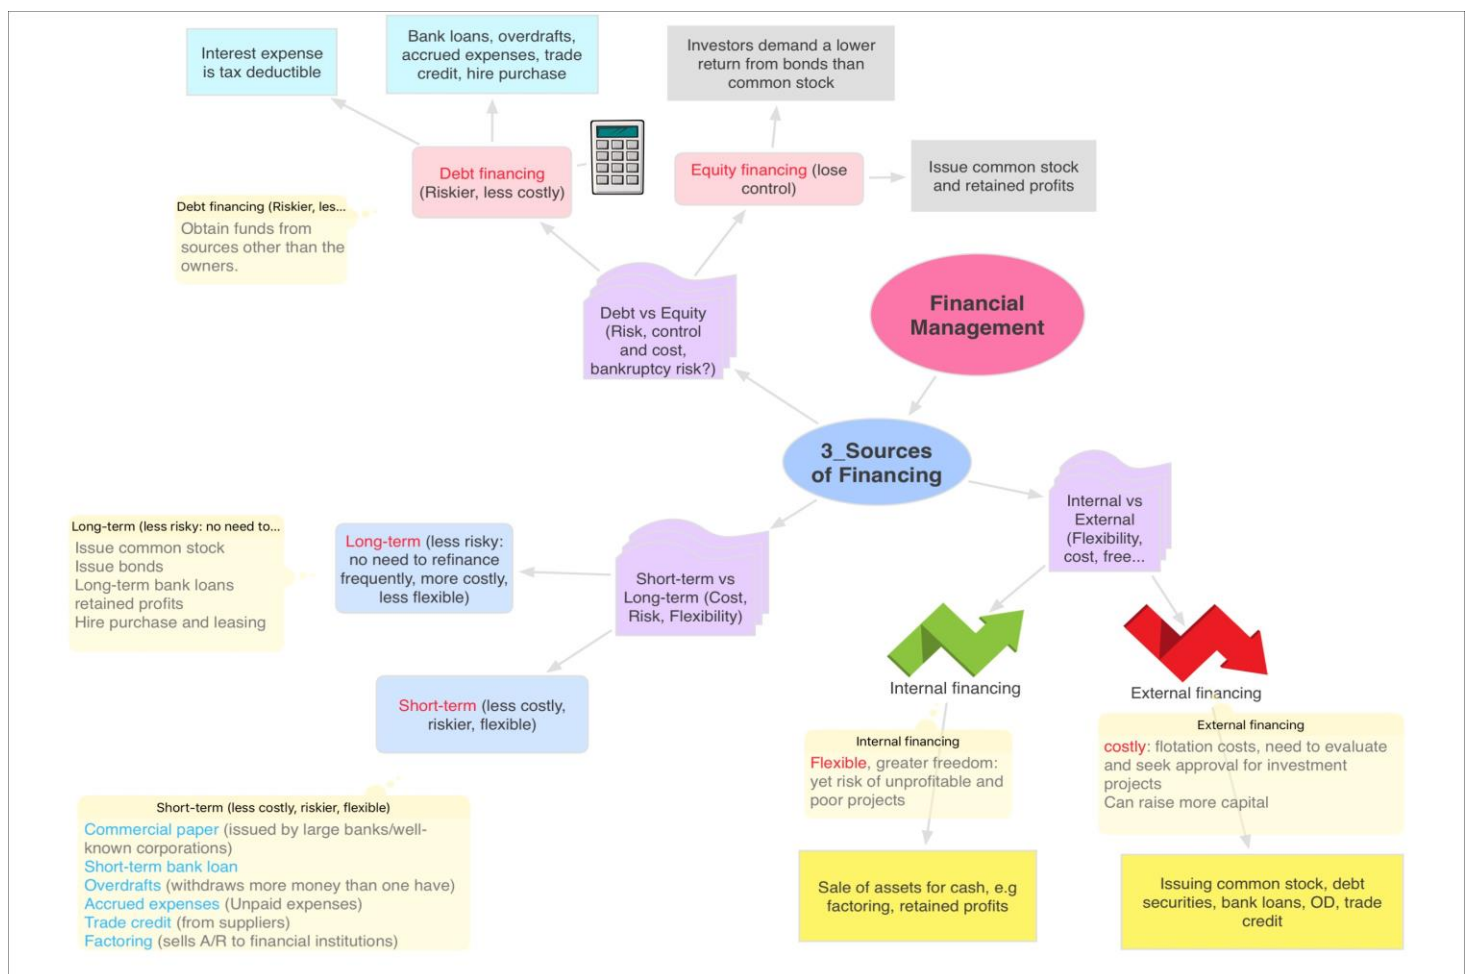 Interest expense
is tax deductible
Bank loans, overdrafts,
accrued expenses, trade
credit, hire purchase
Investors demand a lower
return from bonds than
common stock
Debt financing
(Riskier, less costly)
Equity financing (lose
control)
Issue common stock
and retained profits
Debt financing (Riskier, les...
Obtain funds from
sources other than the
owners.
Debt vs Equity
(Risk, control
and cost,
bankruptcy risk?)
Financial
Management
3_Sources
of Financing
Internal vs
External
(Flexibility,
cost, free...
Long-term (less risky: no need to...
Issue common stock
Issue bonds
Long-term bank loans
retained profits
Hire purchase and leasing
Long-term (less risky:
no need to refinance
frequently, more costly,
less flexible)
Short-term vs
Long-term (Cost,
Risk, Flexibility)
Short-term (less costly,
riskier, flexible)
Internal financing
External financing
Internal financing
Flexible, greater freedom:
yet risk of unprofitable and
poor projects
External financing
costly: flotation costs, need to evaluate
and seek approval for investment
projects
Can raise more capital
Short-term (less costly, riskier, flexible)
Commercial paper (issued by large banks/well-
known corporations)
Short-term bank loan
Overdrafts (withdraws more money than one have)
Accrued expenses (Unpaid expenses)
Trade credit (from suppliers)
Factoring (sells A/R to financial institutions)
Sale of assets for cash, e.g
factoring, retained profits
Issuing common stock, debt
securities, bank loans, OD, trade
credit